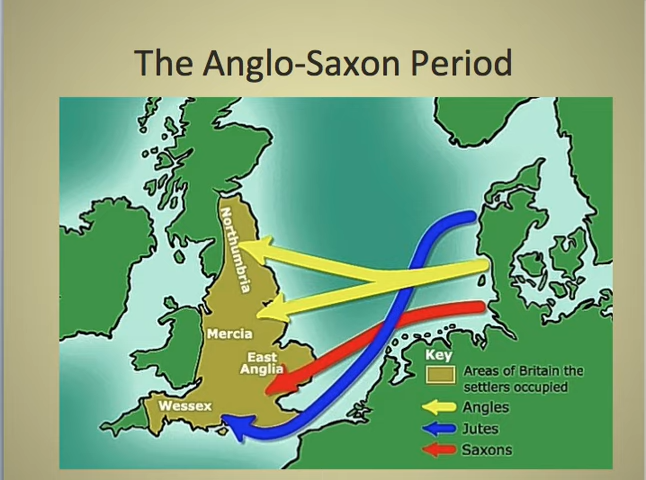 The Anglo-Saxon Period
Northumbria
Mercia
East
Anglia
Wessex
Key
Areas of Britain the
settlers occupied
Angles
Jutes
Saxons